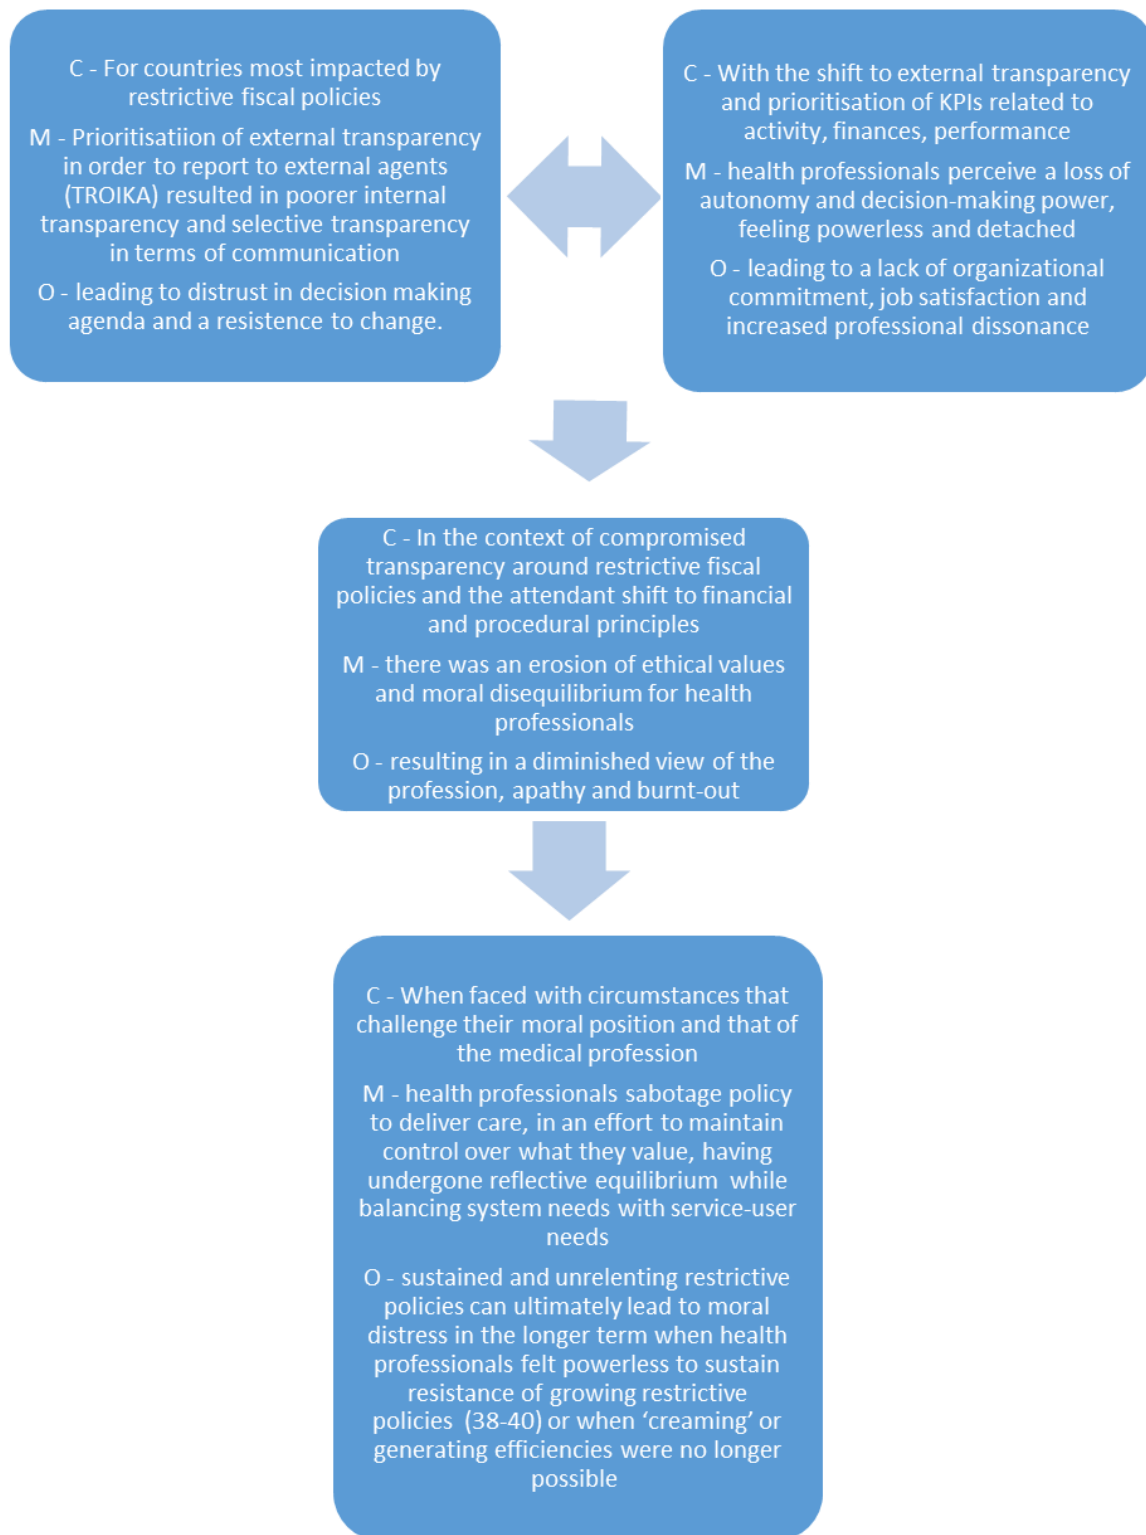 C - For countries most impacted by
restrictive fiscal policies
M - Prioritisatiion of external transparency
in order to report to external agents
(TROIKA) resulted in poorer internal
transparency and selective transparency
in terms of communication
O - leading to distrust in decision making
agenda and a resistence to change.
C - With the shift to external transparency
and prioritisation of KPIs related to
activity, finances, performance
M - health professionals perceive a loss of
autonomy and decision-making power,
feeling powerless and detached
O - leading to a lack of organizational
commitment, job satisfaction and
increased professional dissonance
C - In the context of compromised
transparency around restrictive fiscal
policies and the attendant shift to financial
and procedural principles
M - there was an erosion of ethical values
and moral disequilibrium for health
professionals
O - resulting in a diminished view of the
profession, apathy and burnt-out
C - When faced with circumstances that
challenge their moral position and that of
the medical profession
M - health professionals sabotage policy
to deliver care, in an effort to maintain
control over what they value, having
undergone reflective equilibrium while
balancing system needs with service-user
needs
O - sustained and unrelenting restrictive
policies can ultimately lead to moral
distress in the longer term when health
professionals felt powerless to sustain
resistance of growing restrictive
policies (38-40) or when ‘creaming’ or
generating efficiencies were no longer
possible